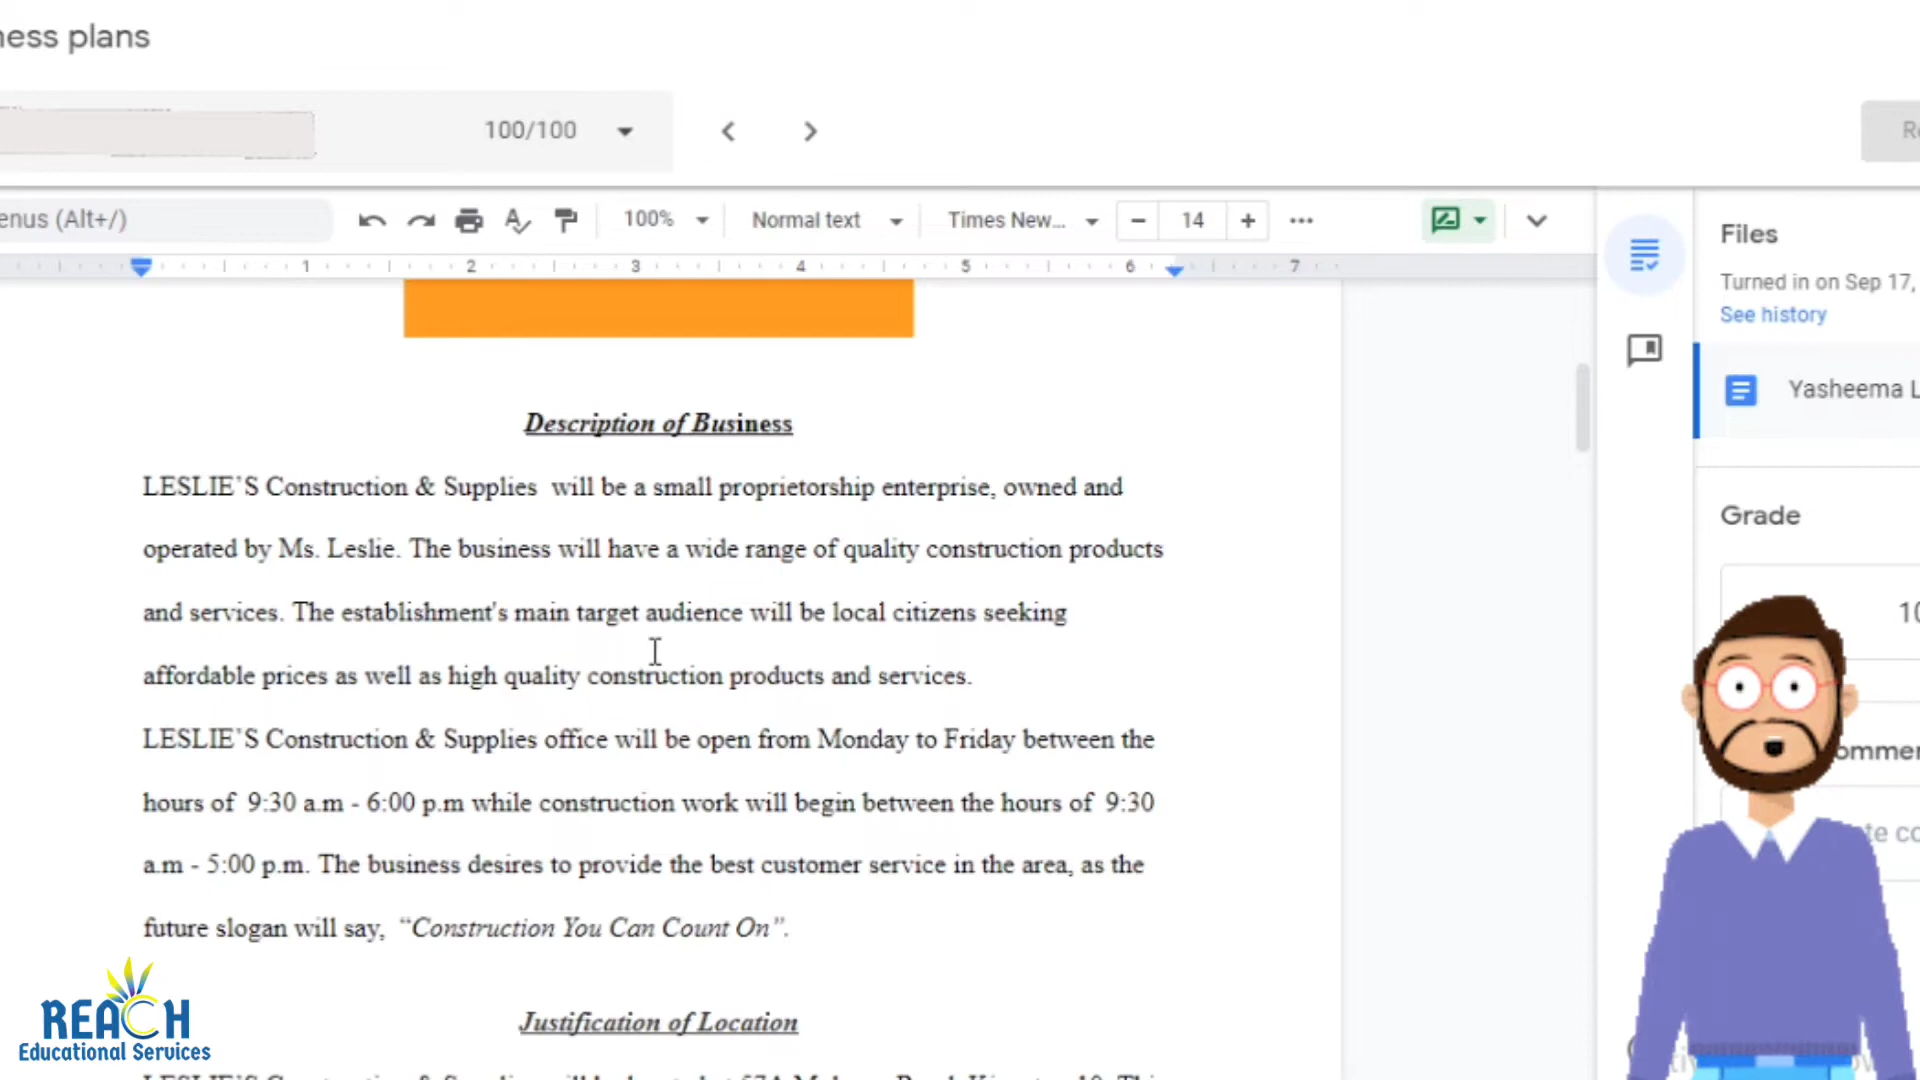 ness plans
100/100
enus (Alt+/)
100%
Normal text
Times New...
14
1 2 3 4 5 6 7
Files
Turned in on Sep 17,
See history
Yasheema L
Grade
10
Description of Business
LESLIE'S Construction & Supplies  will be a small proprietorship enterprise, owned and
operated by Ms. Leslie. The business will have a wide range of quality construction products
and services. The establishment's main target audience will be local citizens seeking
affordable prices as well as high quality construction products and services.
LESLIE'S Construction & Supplies office will be open from Monday to Friday between the
hours of  9:30 a.m - 6:00 p.m while construction work will begin between the hours of  9:30
a.m - 5:00 p.m. The business desires to provide the best customer service in the area, as the
future slogan will say,  “Construction You Can Count On”.
Justification of Location
ommen
te co
REACH
Educational Services